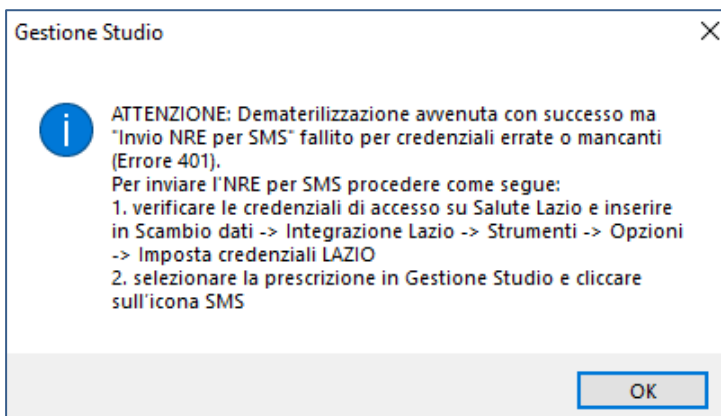 Gestione Studio
ATTENZIONE: Dematerilizzazione avvenuta con successo ma
"Invio NRE per SMS" fallito per credenziali errate o mancanti
(Errore 401).
Per inviare l'NRE per SMS procedere come segue:
1. verificare le credenziali di accesso su Salute Lazio e inserire
in Scambio dati -> Integrazione Lazio -> Strumenti -> Opzioni
-> Imposta credenziali LAZIO
2. selezionare la prescrizione in Gestione Studio e cliccare
sull'icona SMS
OK